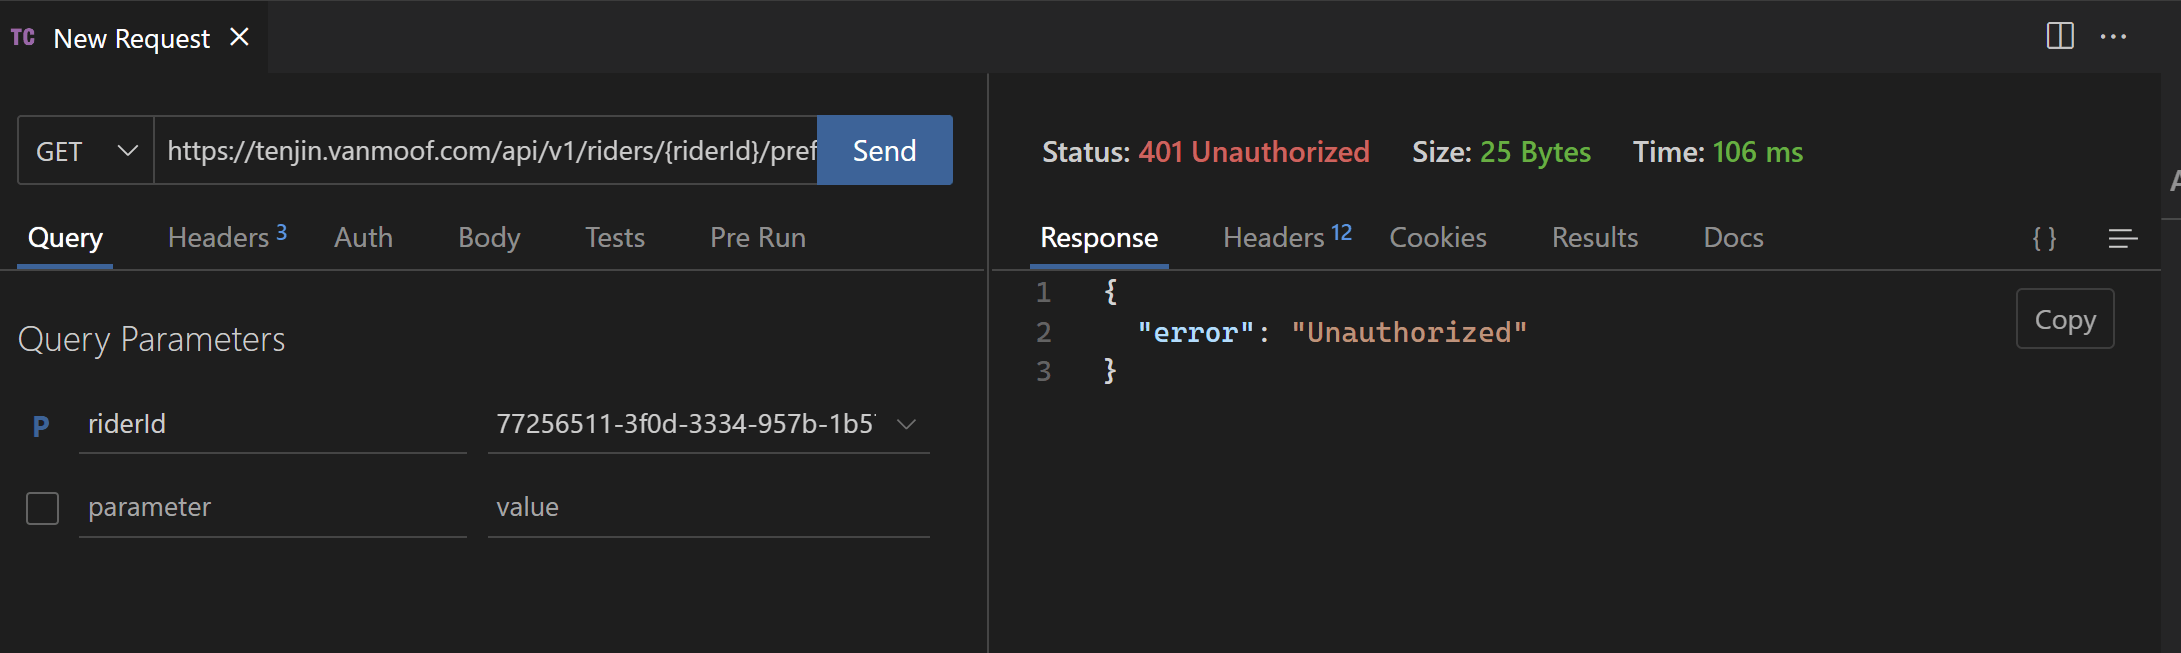 TC New Request
GET https://tenjin.vanmoof.com/api/v1/riders/{riderId}/pref Send
Query Headers 3 Auth Body Tests Pre Run
Query Parameters
P riderId 77256511-3f0d-3334-957b-1b5
parameter value
Status: 401 Unauthorized Size: 25 Bytes Time: 106 ms
Response Headers 12 Cookies Results Docs { }
1 {
2 "error": "Unauthorized"
3 }
Copy